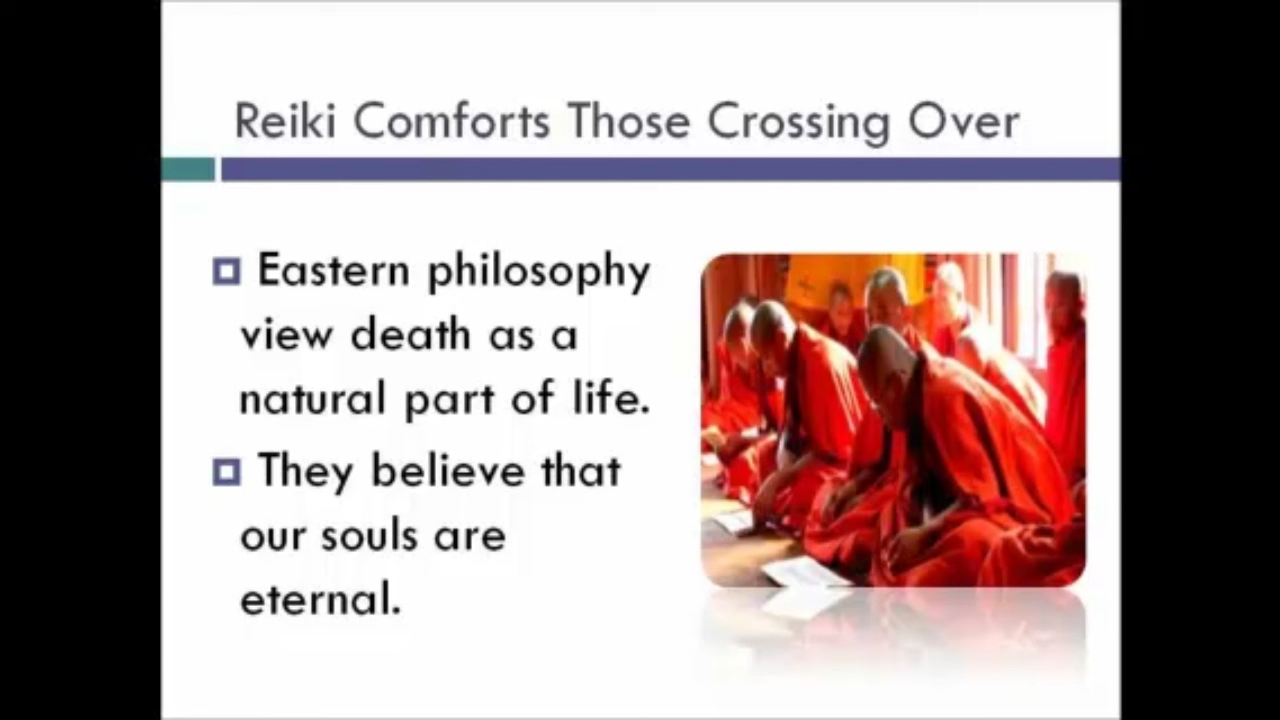 Reiki Comforts Those Crossing Over
Eastern philosophy
view death as a
natural part of life.
They believe that
our souls are
eternal.